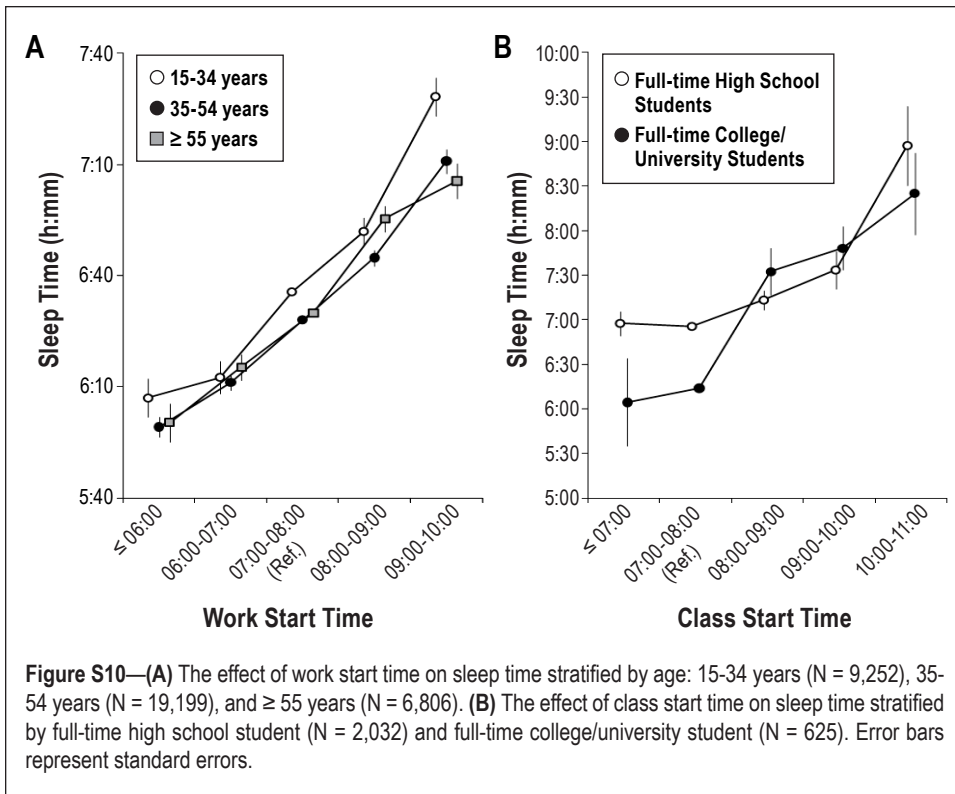 A
7:40
7:10
6:40
6:10
5:40
Sleep Time (h:mm)
15-34 years
35-54 years
≥ 55 years
≤ 06:00
06:00-07:00
07:00-08:00
(Ref.)
08:00-09:00
09:00-10:00
Work Start Time
B
10:00
9:30
9:00
8:30
8:00
7:30
7:00
6:30
6:00
5:30
5:00
Sleep Time (h:mm)
Full-time High School
Students
Full-time College/
University Students
≤ 07:00
07:00-08:00
(Ref.)
08:00-09:00
09:00-10:00
10:00-11:00
Class Start Time
Figure S10—(A) The effect of work start time on sleep time stratified by age: 15-34 years (N = 9,252), 35-
54 years (N = 19,199), and ≥ 55 years (N = 6,806). (B) The effect of class start time on sleep time stratified
by full-time high school student (N = 2,032) and full-time college/university student (N = 625). Error bars
represent standard errors.